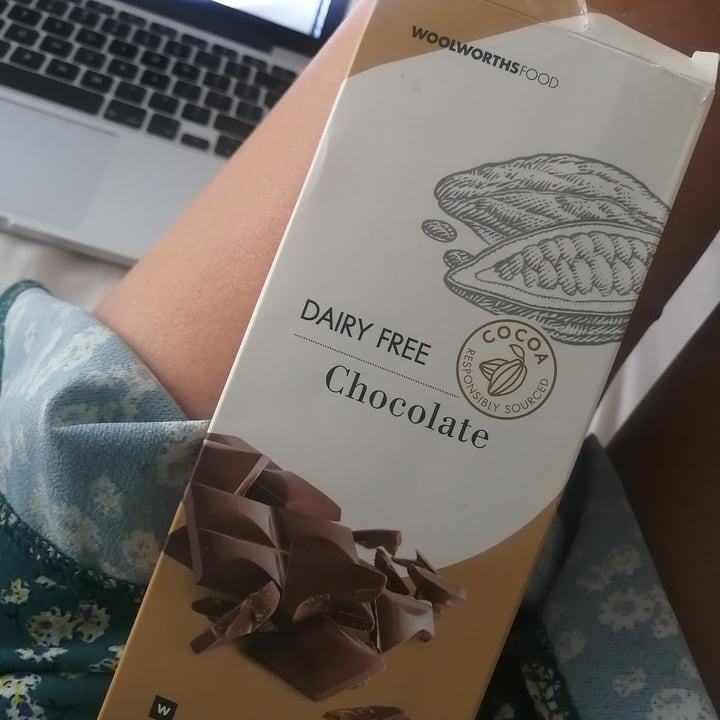 WOOLWORTHSFOOD
DAIRY FREE
Chocolate
COCOA
RESPONSIBLY SOURCED
W